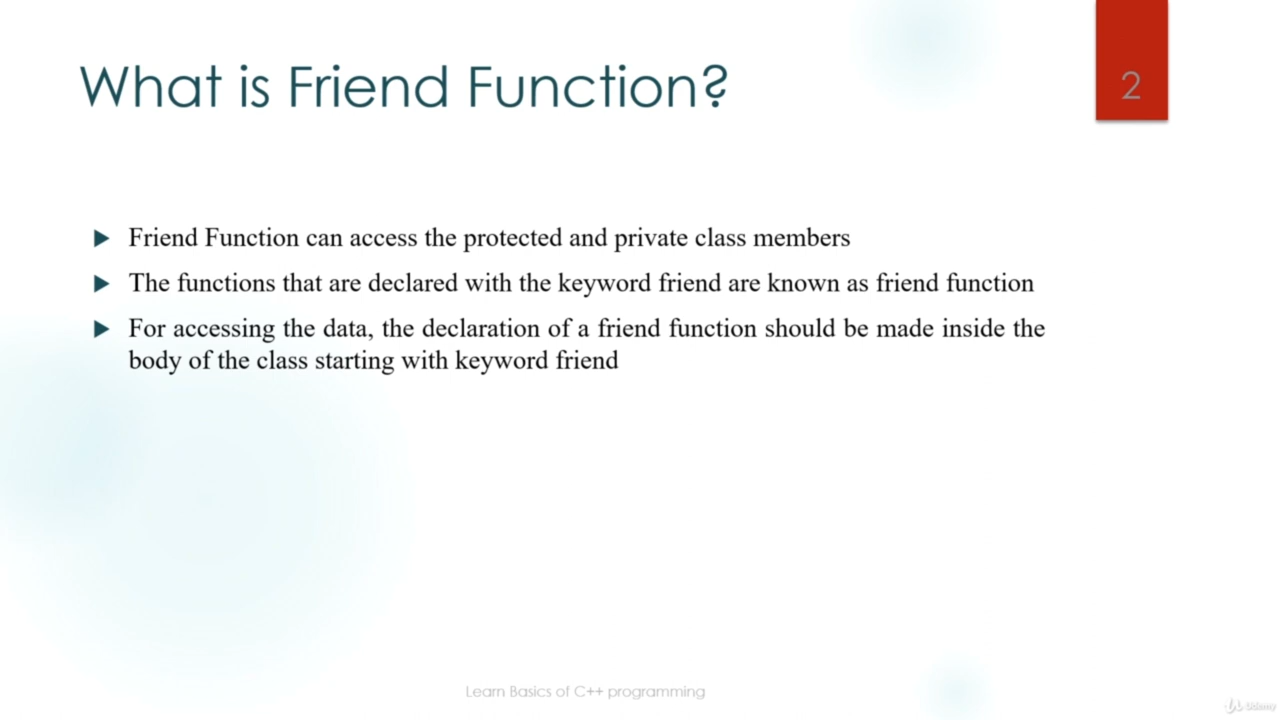 What is Friend Function?
2
Friend Function can access the protected and private class members
The functions that are declared with the keyword friend are known as friend function
For accessing the data, the declaration of a friend function should be made inside the
body of the class starting with keyword friend
Learn Basics of C++ programming
Udemy